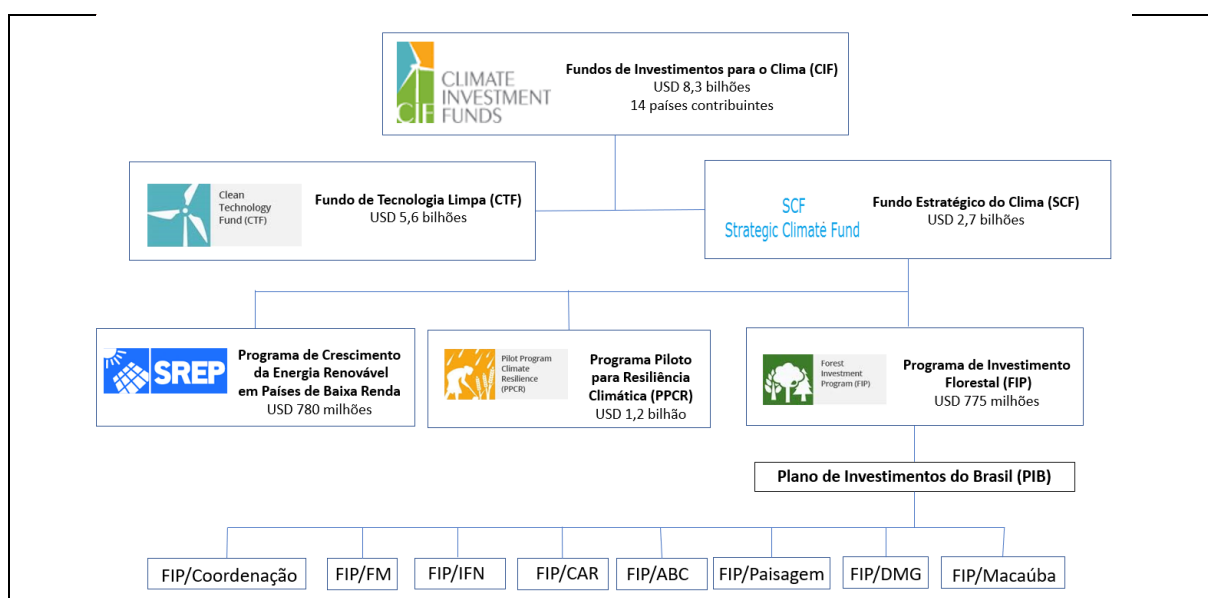 CLIMATE
INVESTMENT
FUNDS
CIF
Fundos de Investimentos para o Clima (CIF)
USD 8,3 bilhões
14 países contribuintes
Clean
Technology
Fund (CTF)
Fundo de Tecnologia Limpa (CTF)
USD 5,6 bilhões
SCF
Strategic Climate Fund
Fundo Estratégico do Clima (SCF)
USD 2,7 bilhões
SREP
Programa de Crescimento
da Energia Renovável
em Países de Baixa Renda
USD 780 milhões
Pilot Program
Climate
Resilience
(PPCR)
Programa Piloto
para Resiliência
Climática (PPCR)
USD 1,2 bilhão
Forest
Investment
Program (FIP)
Programa de Investimento
Florestal (FIP)
USD 775 milhões
Plano de Investimentos do Brasil (PIB)
FIP/Coordenação
FIP/FM
FIP/IFN
FIP/CAR
FIP/ABC
FIP/Paisagem
FIP/DMG
FIP/Macaúba